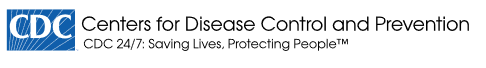 CDC Centers for Disease Control and Prevention
CDC 24/7: Saving Lives, Protecting People™